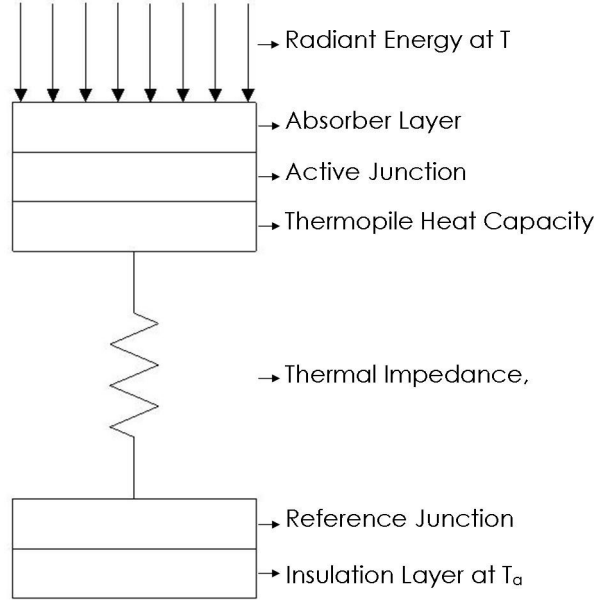 Radiant Energy at T
Absorber Layer
Active Junction
Thermopile Heat Capacity
Thermal Impedance,
Reference Junction
Insulation Layer at Tₐ